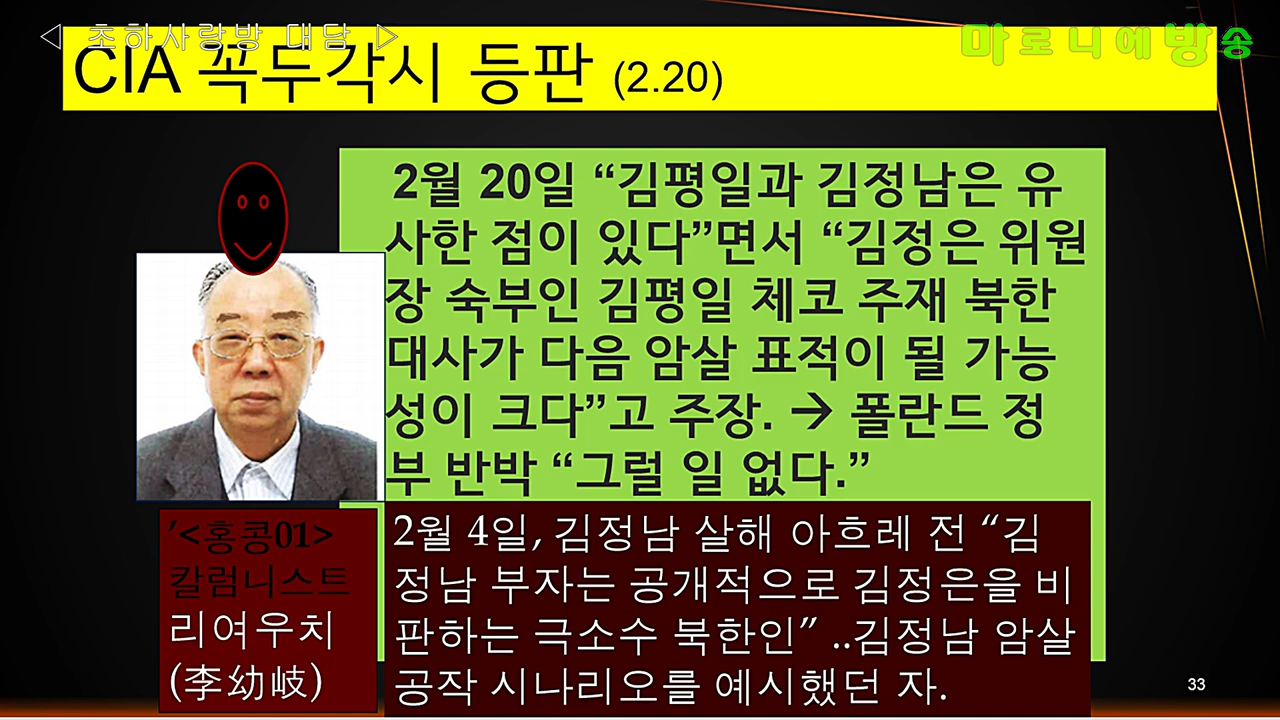 ◁ 초하사랑방 대담 ▷
마로니에방송
CIA 꼭두각시 등판 (2.20)
2월 20일 “김평일과 김정남은 유
사한 점이 있다”면서 “김정은 위원
장 숙부인 김평일 체코 주재 북한
대사가 다음 암살 표적이 될 가능
성이 크다”고 주장. → 폴란드 정
부 반박 “그럴 일 없다.”
’<홍콩01>
칼럼니스트
리여우치
(李幼岐)
2월 4일, 김정남 살해 아흐레 전 “김
정남 부자는 공개적으로 김정은을 비
판하는 극소수 북한인” ..김정남 암살
공작 시나리오를 예시했던 자.
33